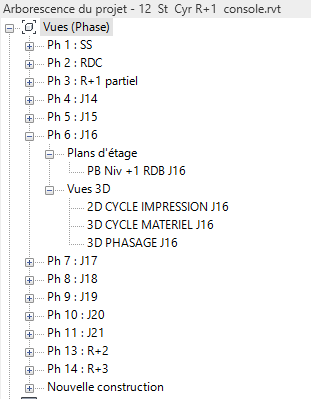 Arborescence du projet - 12 St Cyr R+1 console.rvt
Vues (Phase)
Ph 1 : SS
Ph 2 : RDC
Ph 3 : R+1 partiel
Ph 4 : J14
Ph 5 : J15
Ph 6 : J16
Plans d'étage
PB Niv +1 RDB J16
Vues 3D
2D CYCLE IMPRESSION J16
3D CYCLE MATERIEL J16
3D PHASAGE J16
Ph 7 : J17
Ph 8 : J18
Ph 9 : J19
Ph 10 : J20
Ph 11 : J21
Ph 13 : R+2
Ph 14 : R+3
Nouvelle construction